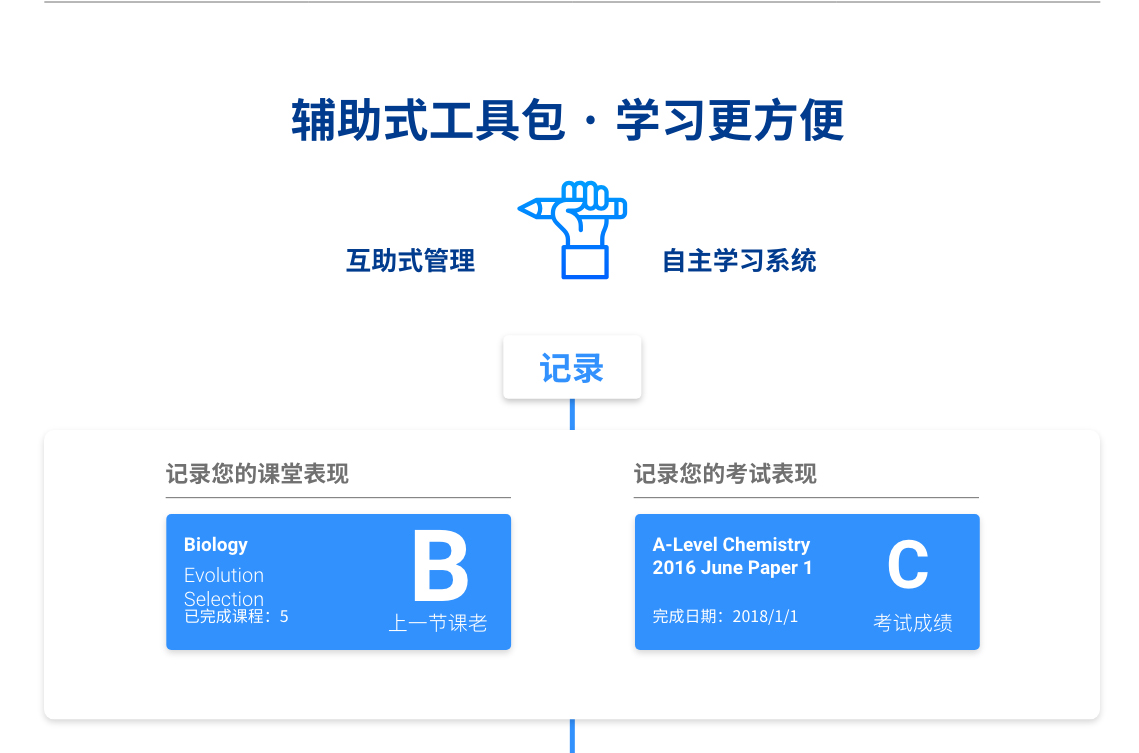 辅助式工具包 · 学习更方便
互助式管理
自主学习系统
记录
记录您的课堂表现
记录您的考试表现
Biology
Evolution
Selection
已完成课程：5
B
上一节课老
A-Level Chemistry
2016 June Paper 1
完成日期：2018/1/1
C
考试成绩